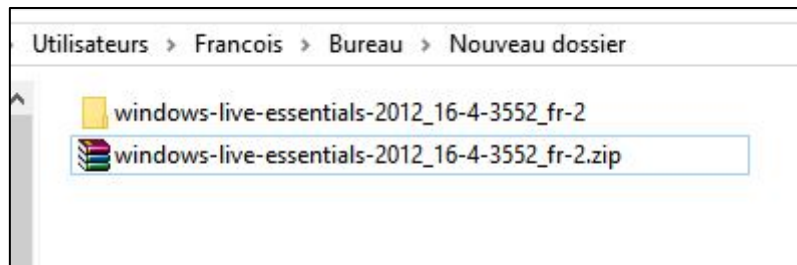 Utilisateurs > Francois > Bureau > Nouveau dossier
windows-live-essentials-2012_16-4-3552_fr-2
windows-live-essentials-2012_16-4-3552_fr-2.zip